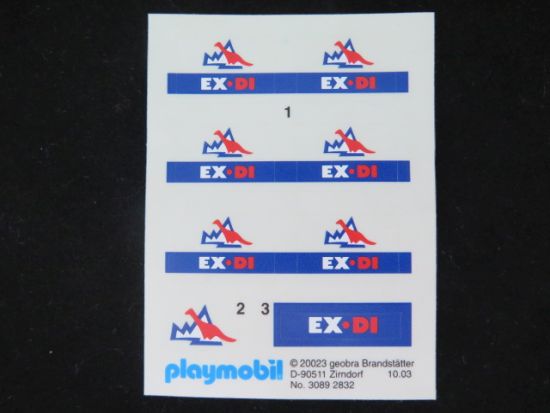 EX·DI EX·DI
1
EX·DI EX·DI
EX·DI EX·DI
2 3 EX·DI
playmobil © 20023 geobra Brandstätter
D-90511 Zirndorf 10.03
No. 3089 2832